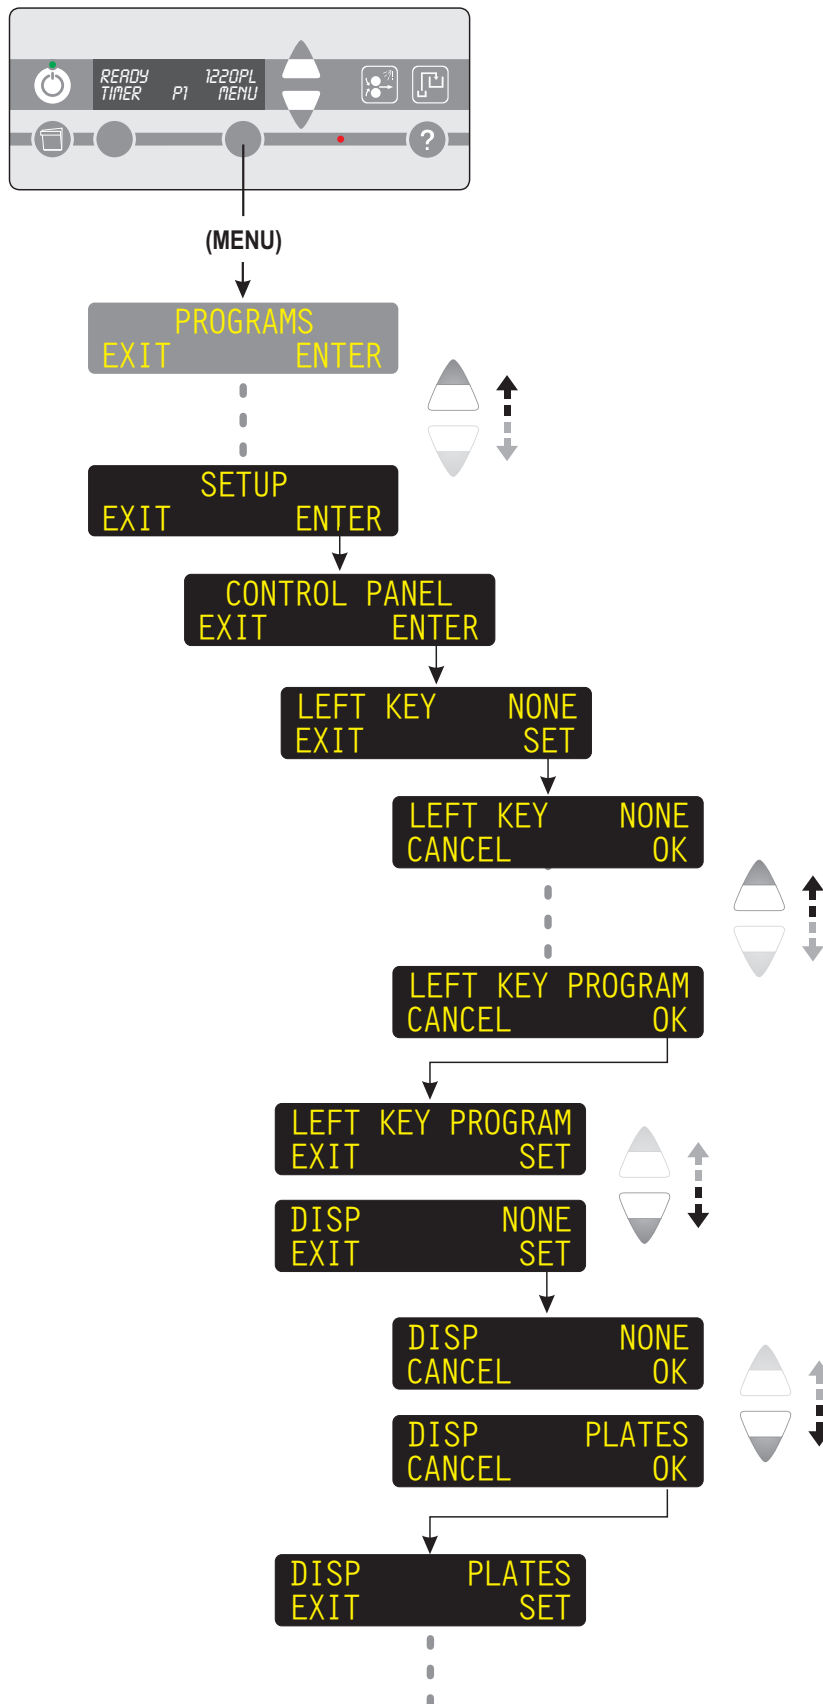 READY 1220PL
TIMER P1 MENU
?
(MENU)
PROGRAMS
EXIT ENTER
SETUP
EXIT ENTER
CONTROL PANEL
EXIT ENTER
LEFT KEY NONE
EXIT SET
LEFT KEY NONE
CANCEL OK
LEFT KEY PROGRAM
CANCEL OK
LEFT KEY PROGRAM
EXIT SET
DISP NONE
EXIT SET
DISP NONE
CANCEL OK
DISP PLATES
CANCEL OK
DISP PLATES
EXIT SET